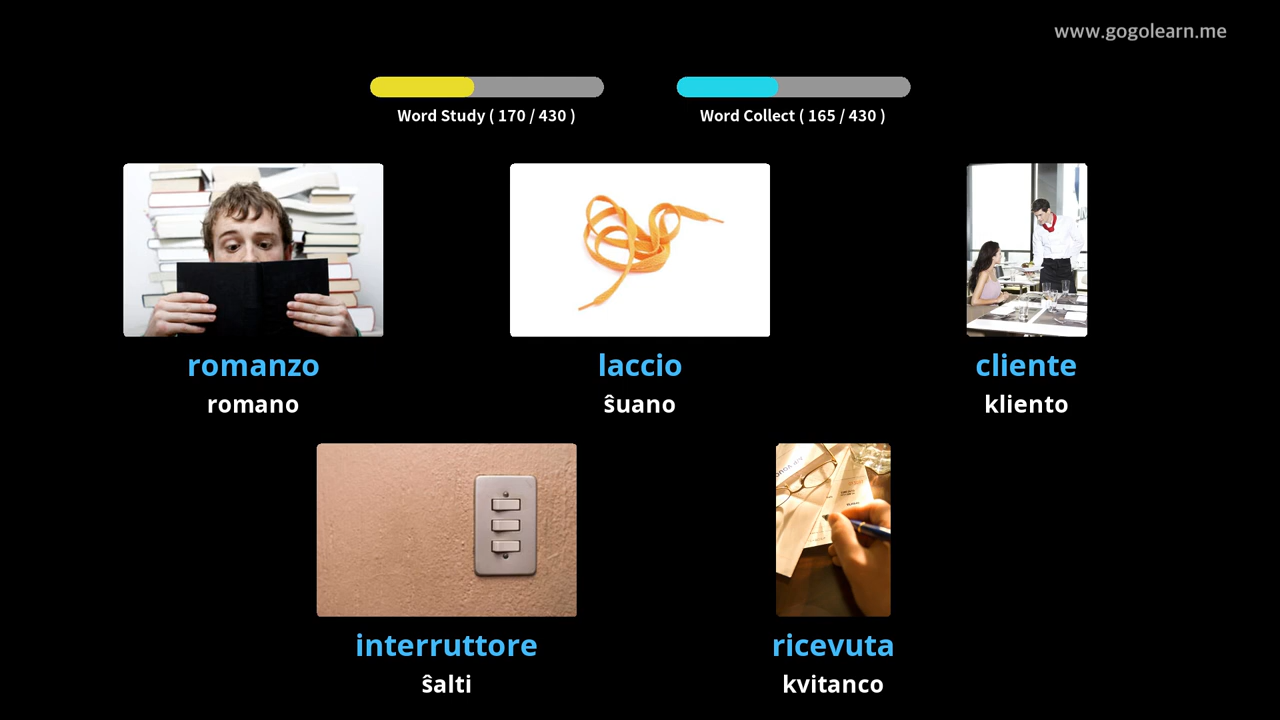 www.gogolearn.me
Word Study ( 170 / 430 )
Word Collect ( 165 / 430 )
romanzo
romano
laccio
ŝuano
cliente
kliento
interruttore
ŝalti
ricevuta
kvitanco